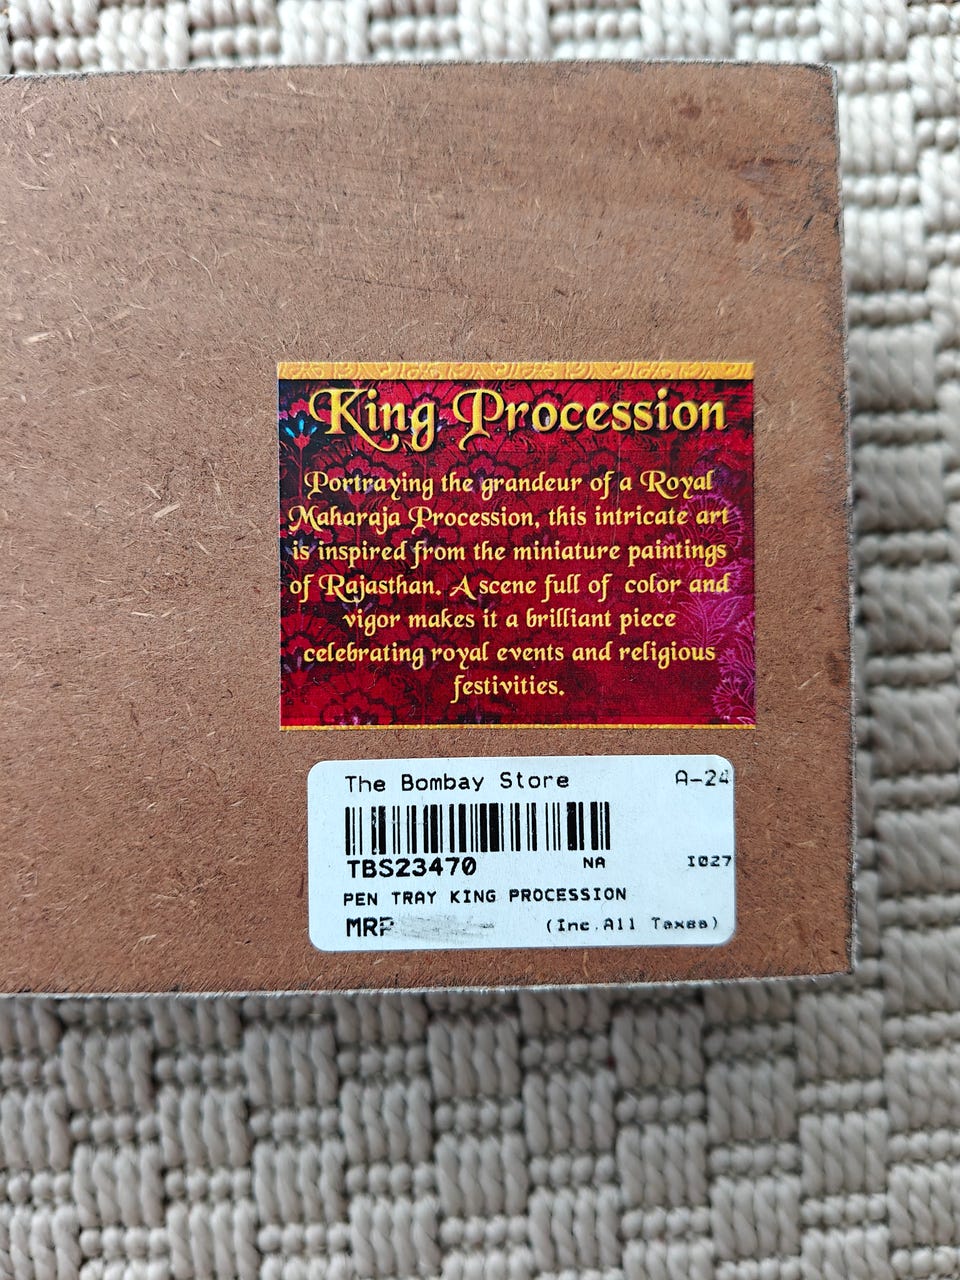 King Procession
Portraying the grandeur of a Royal
Maharaja Procession, this intricate art
is inspired from the miniature paintings
of Rajasthan. A scene full of color and
vigor makes it a brilliant piece
celebrating royal events and religious
festivities.
The Bombay Store A-24
TBS23470 NA I027
PEN TRAY KING PROCESSION
MRP (Inc.All Taxes)